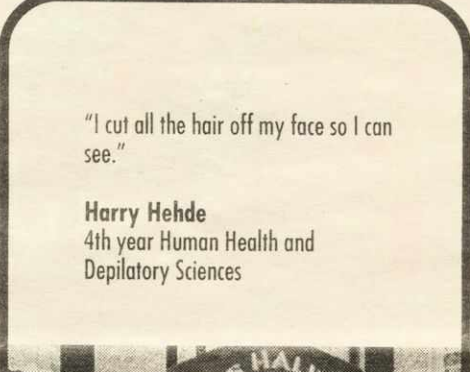 "I cut all the hair off my face so I can
see."
Harry Hehde
4th year Human Health and
Depilatory Sciences